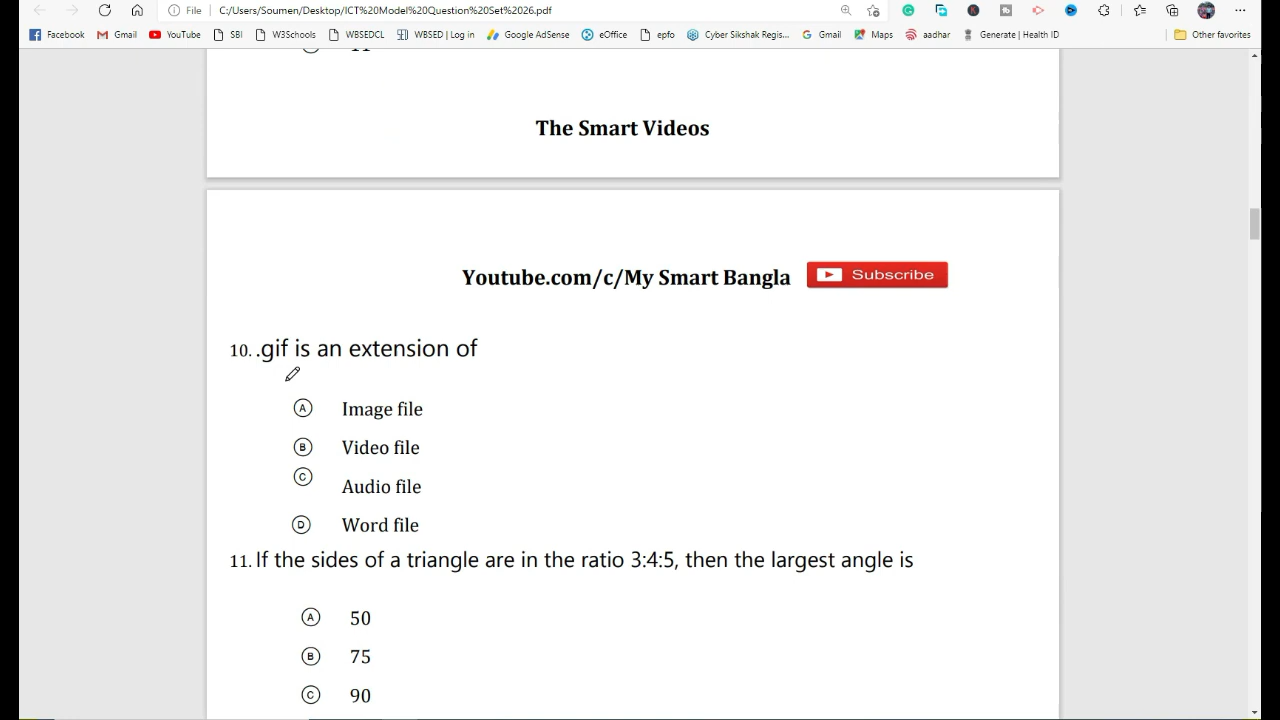 File C:/Users/Soumen/Desktop/ICT%20Model%20Question%20Set%2026.pdf
Facebook Gmail YouTube SBI W3Schools WBSEDCL WBSED | Log in Google AdSense eOffice epfo Cyber Sikshak Regis... Gmail Maps aadhar Generate | Health ID Other favorites
The Smart Videos
Youtube.com/c/My Smart Bangla Subscribe
10. .gif is an extension of
A Image file
B Video file
C Audio file
D Word file
11. If the sides of a triangle are in the ratio 3:4:5, then the largest angle is
A 50
B 75
C 90